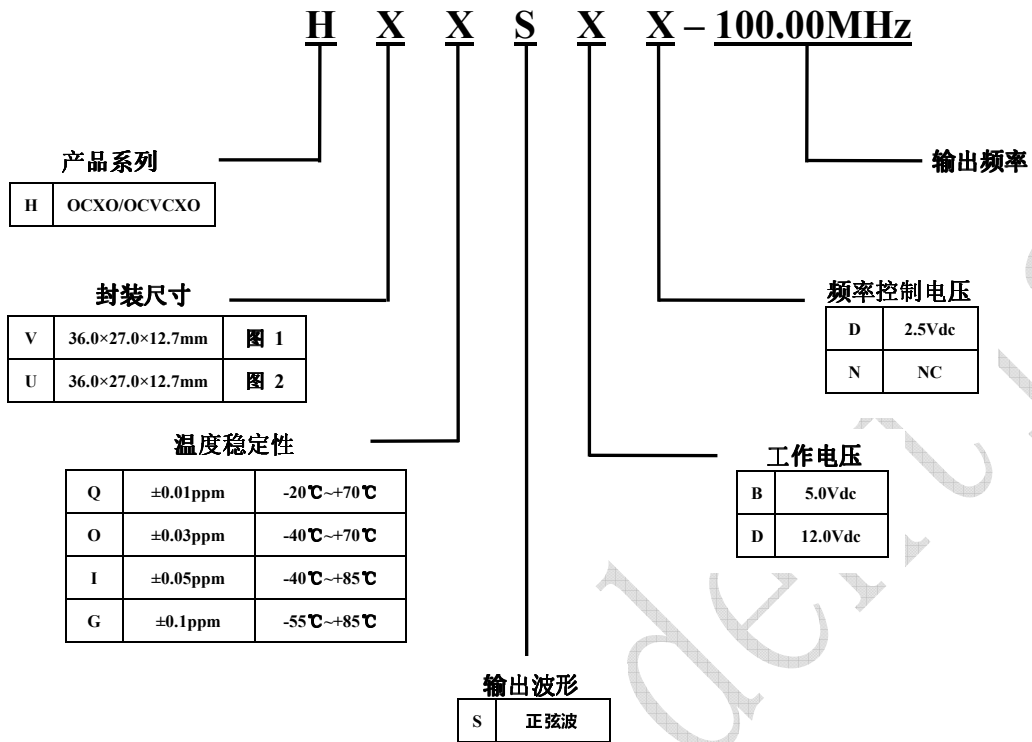 H X X S X X – 100.00MHz
产品系列
H OCXO/OCVCXO
输出频率
封装尺寸
V 36.0×27.0×12.7mm 图 1
U 36.0×27.0×12.7mm 图 2
频率控制电压
D 2.5Vdc
N NC
温度稳定性
Q ±0.01ppm -20℃~+70℃
O ±0.03ppm -40℃~+70℃
I ±0.05ppm -40℃~+85℃
G ±0.1ppm -55℃~+85℃
工作电压
B 5.0Vdc
D 12.0Vdc
输出波形
S 正弦波